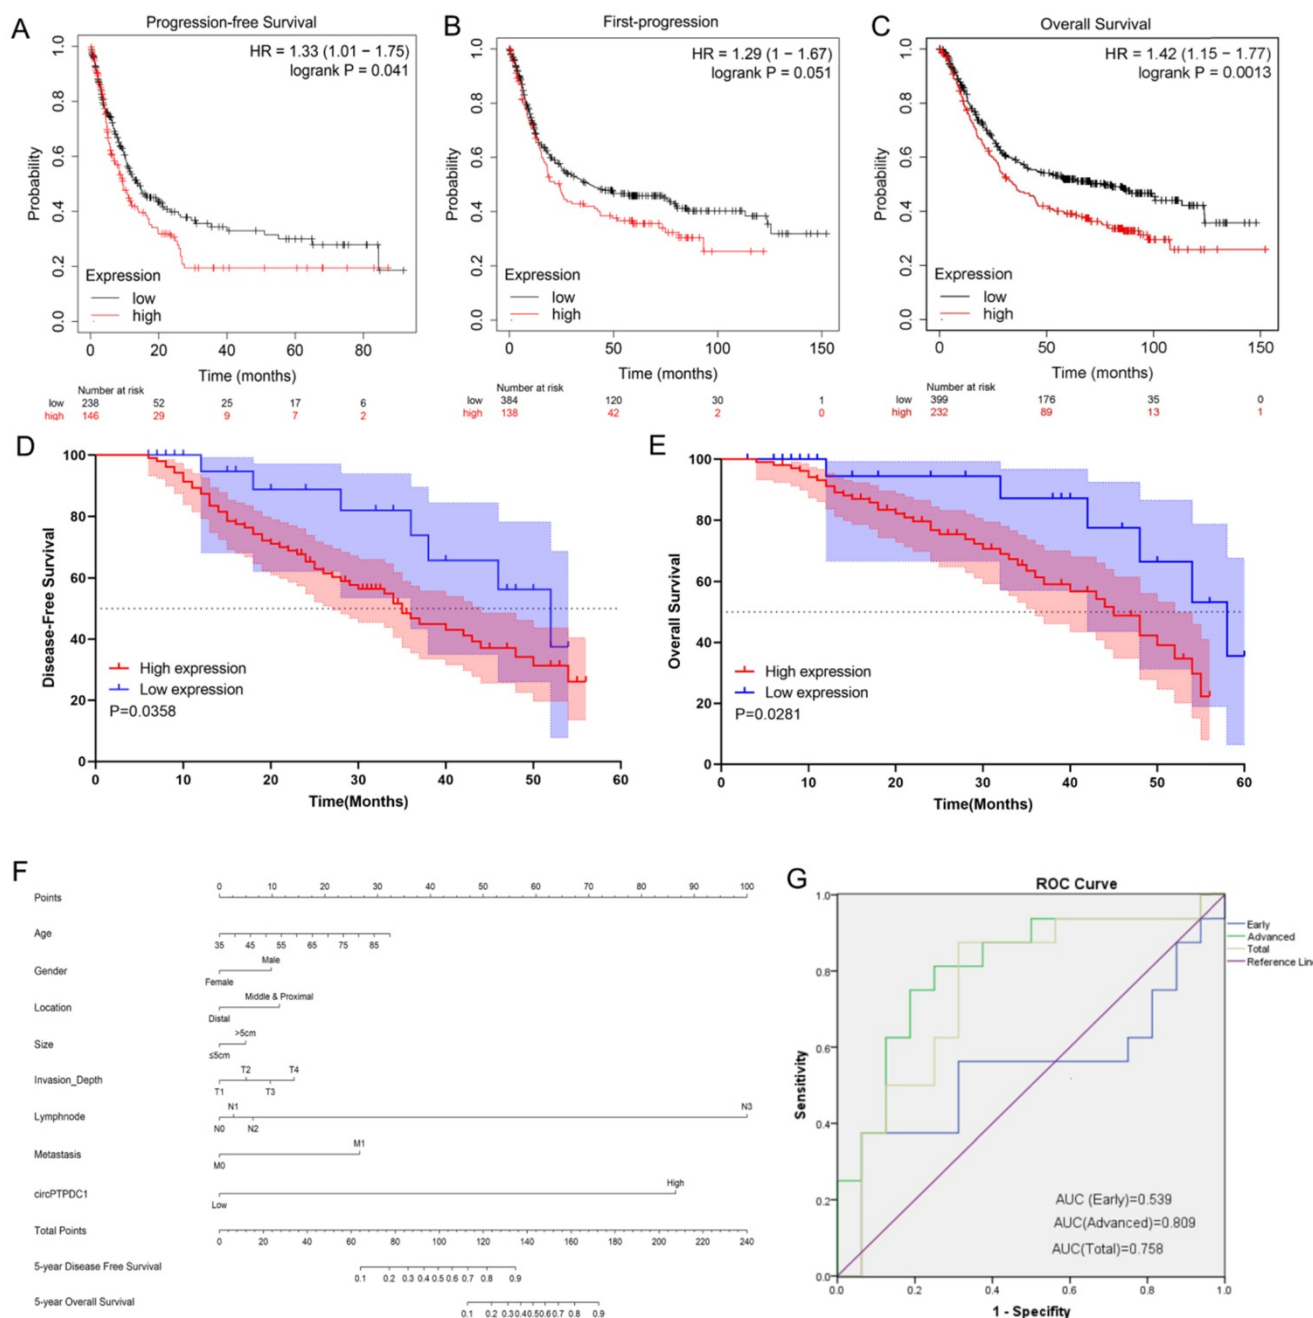 A
Progression-free Survival
HR = 1.33 (1.01 − 1.75)
logrank P = 0.041
Probability
1.0
0.8
0.6
0.4
0.2
0.0
Expression
low
high
0 20 40 60 80
Time (months)
Number at risk
low 238 52 25 17 6
high 146 29 9 7 2
B
First-progression
HR = 1.29 (1 − 1.67)
logrank P = 0.051
Probability
1.0
0.8
0.6
0.4
0.2
0.0
Expression
low
high
0 50 100 150
Time (months)
Number at risk
low 384 120 30 1
high 138 42 2 0
C
Overall Survival
HR = 1.42 (1.15 − 1.77)
logrank P = 0.0013
Probability
1.0
0.8
0.6
0.4
0.2
0.0
Expression
low
high
0 50 100 150
Time (months)
Number at risk
low 399 176 35 0
high 232 89 13 1
D
Disease-Free Survival
100
80
60
40
20
0
High expression
Low expression
P=0.0358
0 10 20 30 40 50 60
Time(Months)
E
Overall Survival
100
80
60
40
20
0
High expression
Low expression
P=0.0281
0 10 20 30 40 50 60
Time(Months)
F
Points
0 10 20 30 40 50 60 70 80 90 100
Age
35 45 55 65 75 85
Gender
Male
Female
Location
Middle & Proximal
Distal
Size
>5cm
≤5cm
Invasion_Depth
T2 T4
T1 T3
Lymphnode
N1 N3
N0 N2
Metastasis
M1
M0
circPTPDC1
High
Low
Total Points
0 20 40 60 80 100 120 140 160 180 200 220 240
5-year Disease Free Survival
0.1 0.2 0.3 0.4 0.5 0.6 0.7 0.8 0.9
5-year Overall Survival
0.1 0.2 0.3 0.4 0.5 0.6 0.7 0.8 0.9
G
ROC Curve
Sensitivity
1.0
0.8
0.6
0.4
0.2
0.0
Early
Advanced
Total
Reference Line
AUC (Early)=0.539
AUC(Advanced)=0.809
AUC(Total)=0.758
0.0 0.2 0.4 0.6 0.8 1.0
1 - Specifity